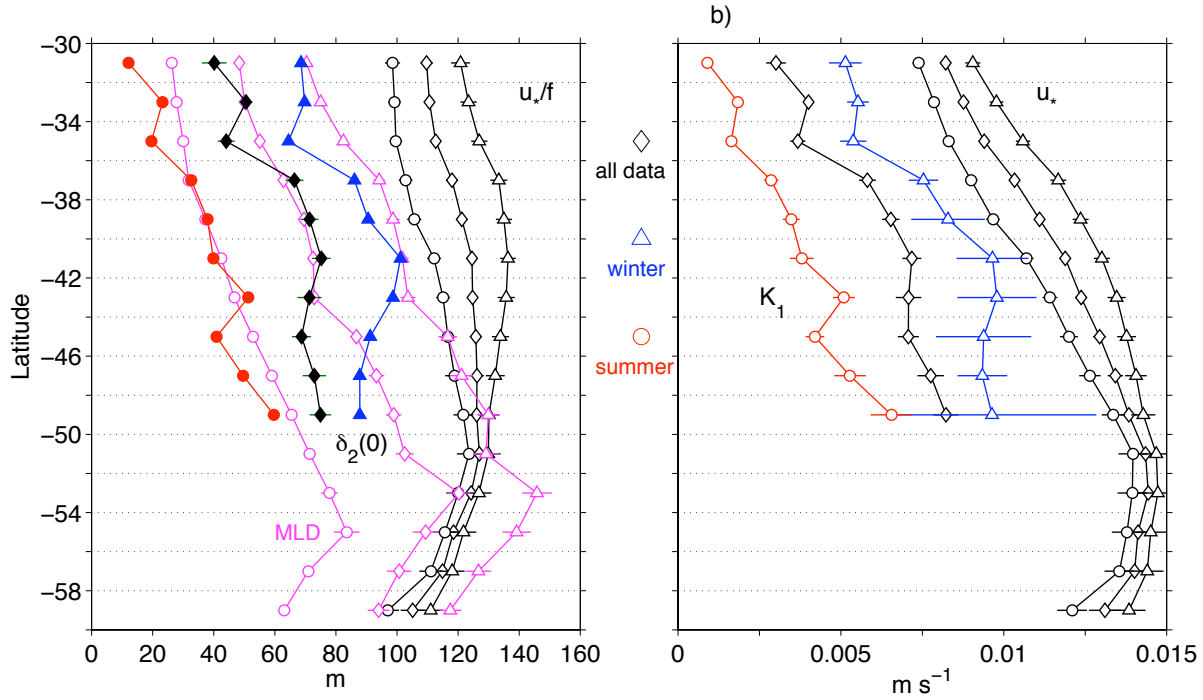 b)
−30
−34
−38
−42
−46
−50
−54
−58
Latitude
u*/f
δ2(0)
MLD
0 20 40 60 80 100 120 140 160
m
all data
winter
summer
u*
K1
0 0.005 0.01 0.015
m s−1